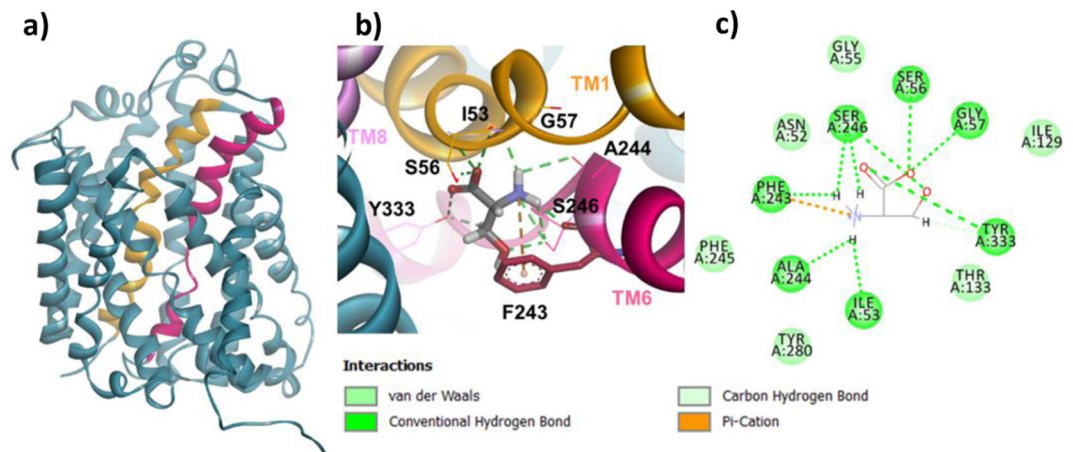 a)
b)
c)
I53
TM1
G57
TM8
A244
S56
S246
Y333
F243
TM6
GLY
A:55
SER
A:56
ASN
A:52
SER
A:246
GLY
A:57
ILE
A:129
PHE
A:243
H
H
N
O
O
O
H
TYR
A:333
PHE
A:245
H
ALA
A:244
ILE
A:53
THR
A:133
TYR
A:280
Interactions
van der Waals
Conventional Hydrogen Bond
Carbon Hydrogen Bond
Pi-Cation